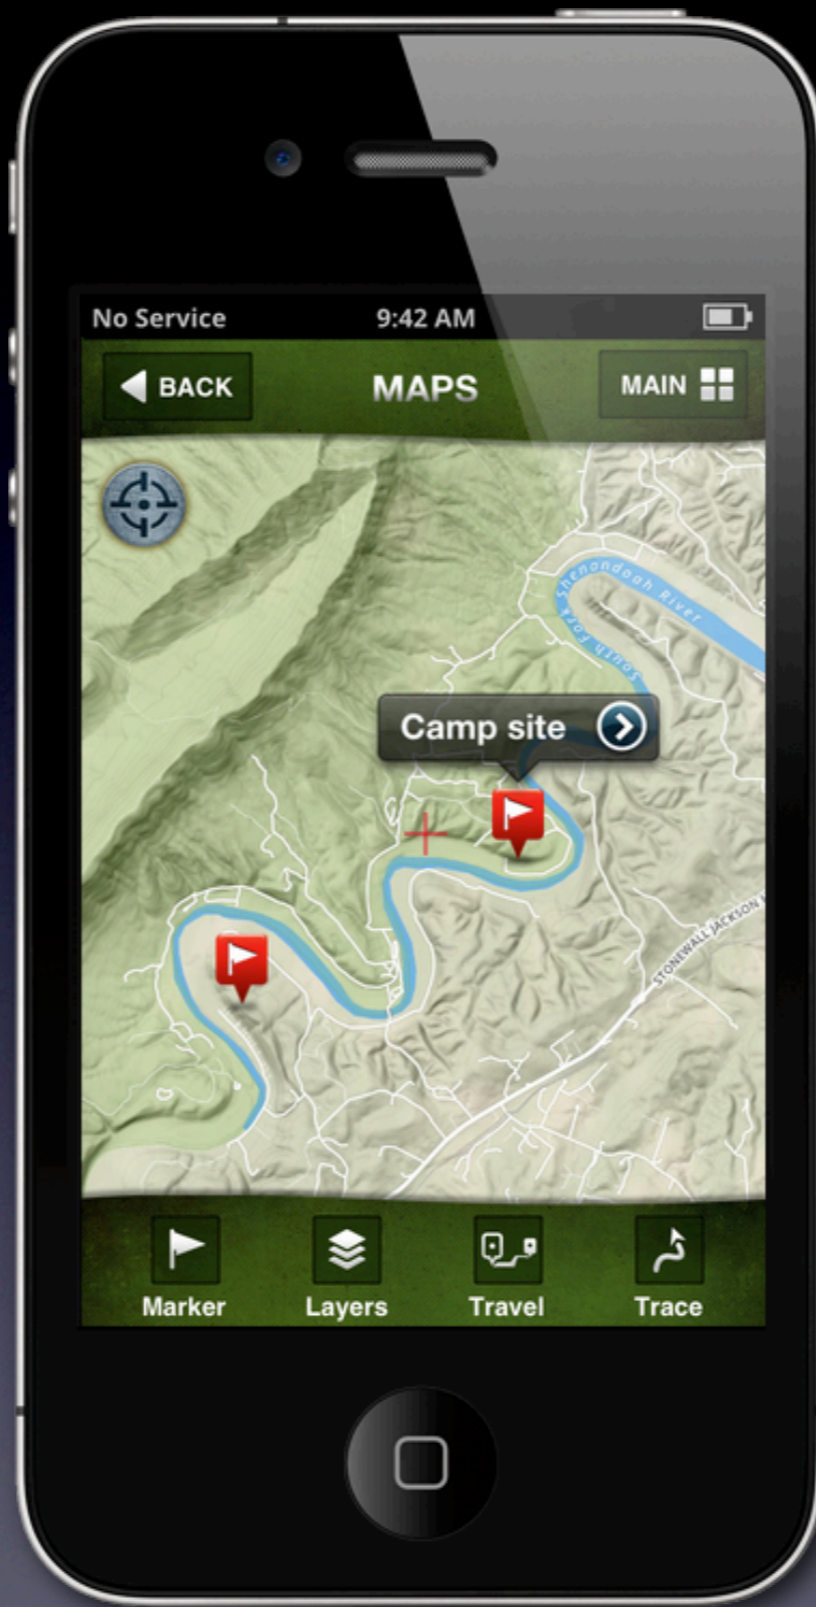 No Service 9:42 AM
BACK MAPS MAIN
South Fork Shenandoah River
Camp site
STONEWALL JACKSON
Marker Layers Travel Trace